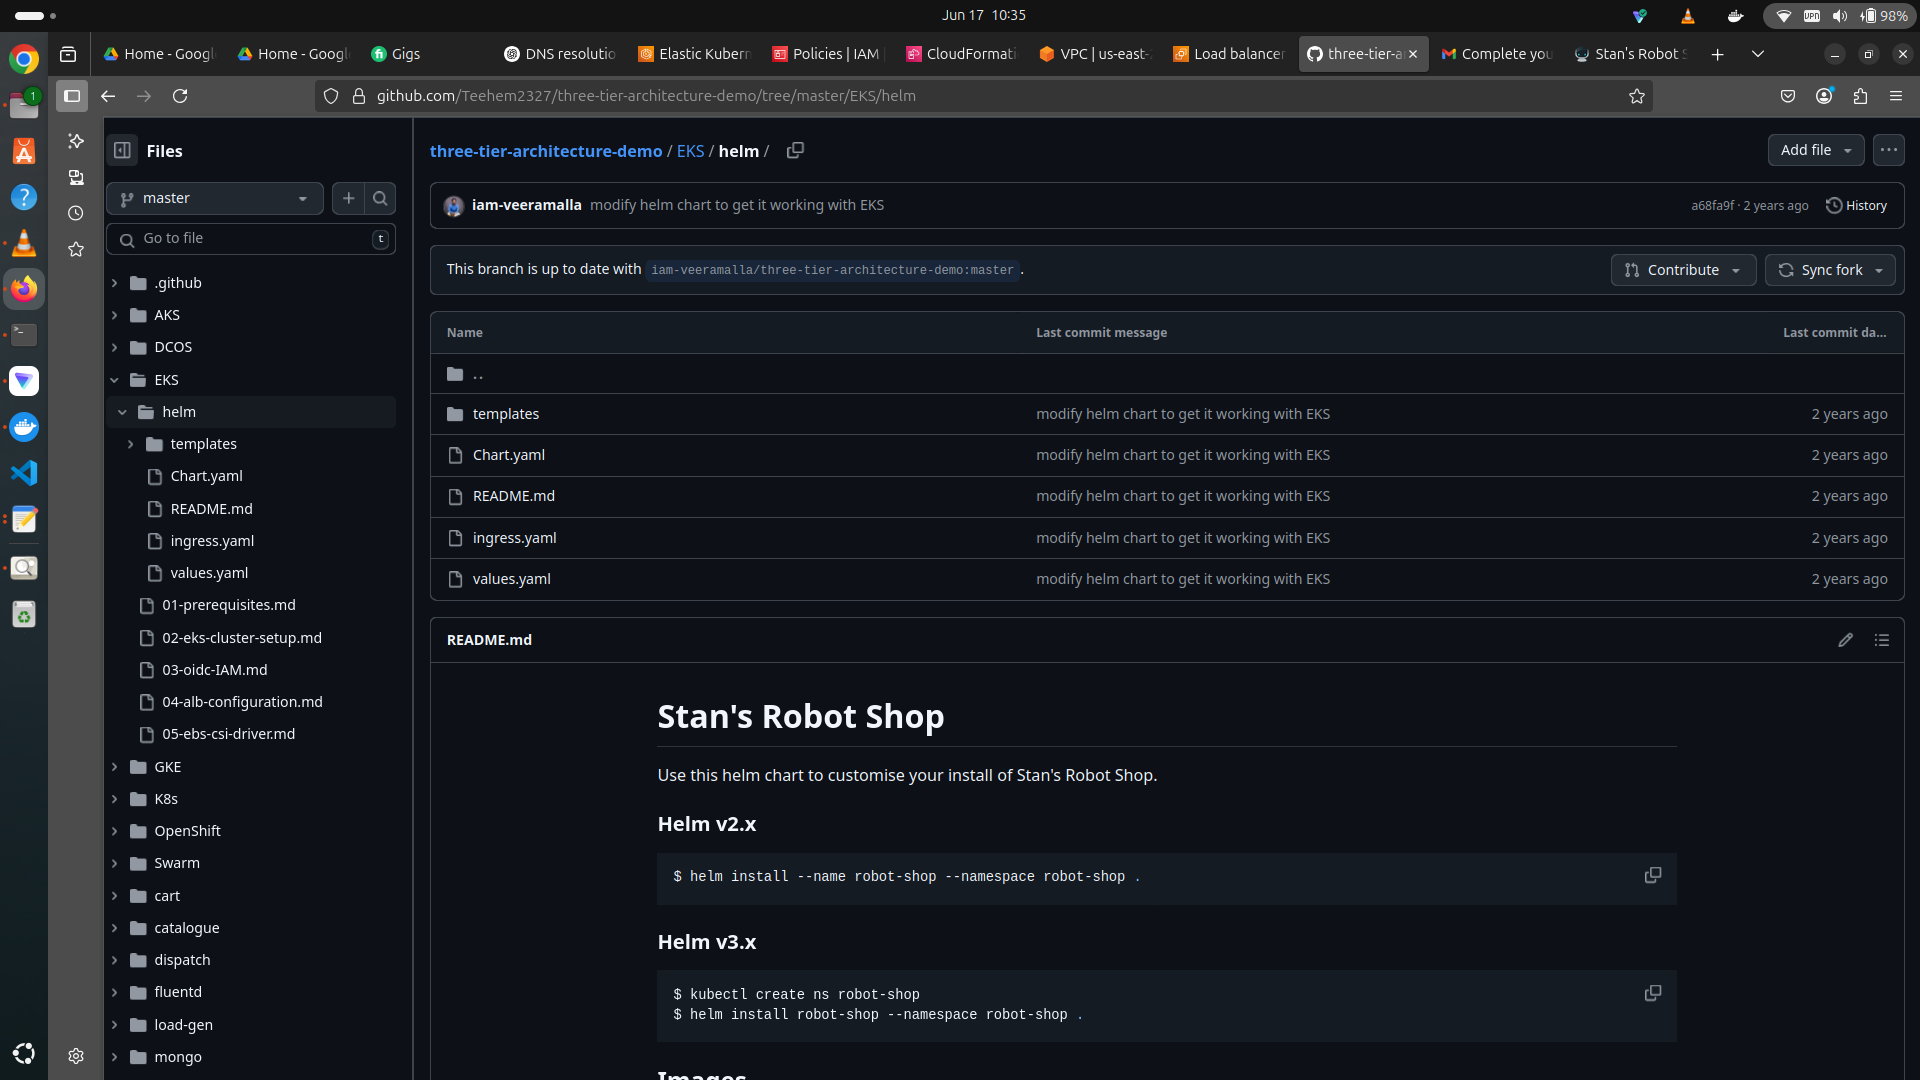 Jun 17 10:35
98%
Home - Google
Home - Google
Gigs
DNS resolutio
Elastic Kubern
Policies | IAM
CloudFormati
VPC | us-east-
Load balancer
three-tier-a
Complete you
Stan's Robot S
1
github.com/Teehem2327/three-tier-architecture-demo/tree/master/EKS/helm
Files
master
Go to file
t
.github
AKS
DCOS
EKS
helm
templates
Chart.yaml
README.md
ingress.yaml
values.yaml
01-prerequisites.md
02-eks-cluster-setup.md
03-oidc-IAM.md
04-alb-configuration.md
05-ebs-csi-driver.md
GKE
K8s
OpenShift
Swarm
cart
catalogue
dispatch
fluentd
load-gen
mongo
three-tier-architecture-demo / EKS / helm /
Add file
iam-veeramalla modify helm chart to get it working with EKS
a68fa9f · 2 years ago
History
This branch is up to date with iam-veeramalla/three-tier-architecture-demo:master .
Contribute
Sync fork
Name Last commit message Last commit da...
..
templates modify helm chart to get it working with EKS 2 years ago
Chart.yaml modify helm chart to get it working with EKS 2 years ago
README.md modify helm chart to get it working with EKS 2 years ago
ingress.yaml modify helm chart to get it working with EKS 2 years ago
values.yaml modify helm chart to get it working with EKS 2 years ago
README.md
Stan's Robot Shop
Use this helm chart to customise your install of Stan's Robot Shop.
Helm v2.x
$ helm install --name robot-shop --namespace robot-shop .
Helm v3.x
$ kubectl create ns robot-shop
$ helm install robot-shop --namespace robot-shop .
Images